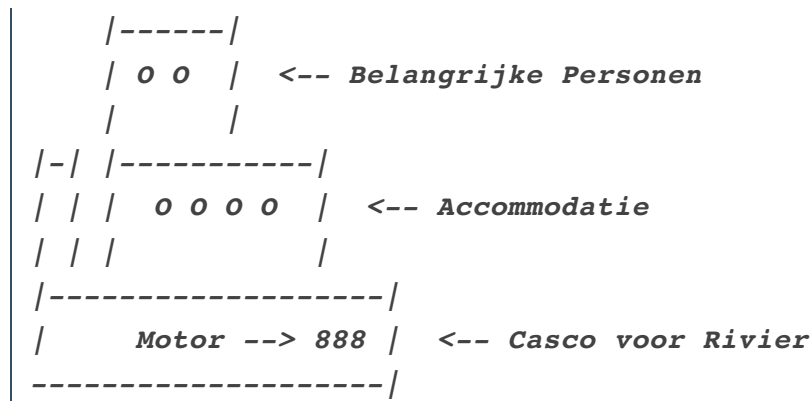 |------|
| O O | <-- Belangrijke Personen
| |
|-| |-----------|
| | | O O O O | <-- Accommodatie
| | | |
|------------------|
| Motor --> 888 | <-- Casco voor Rivier
-------------------|